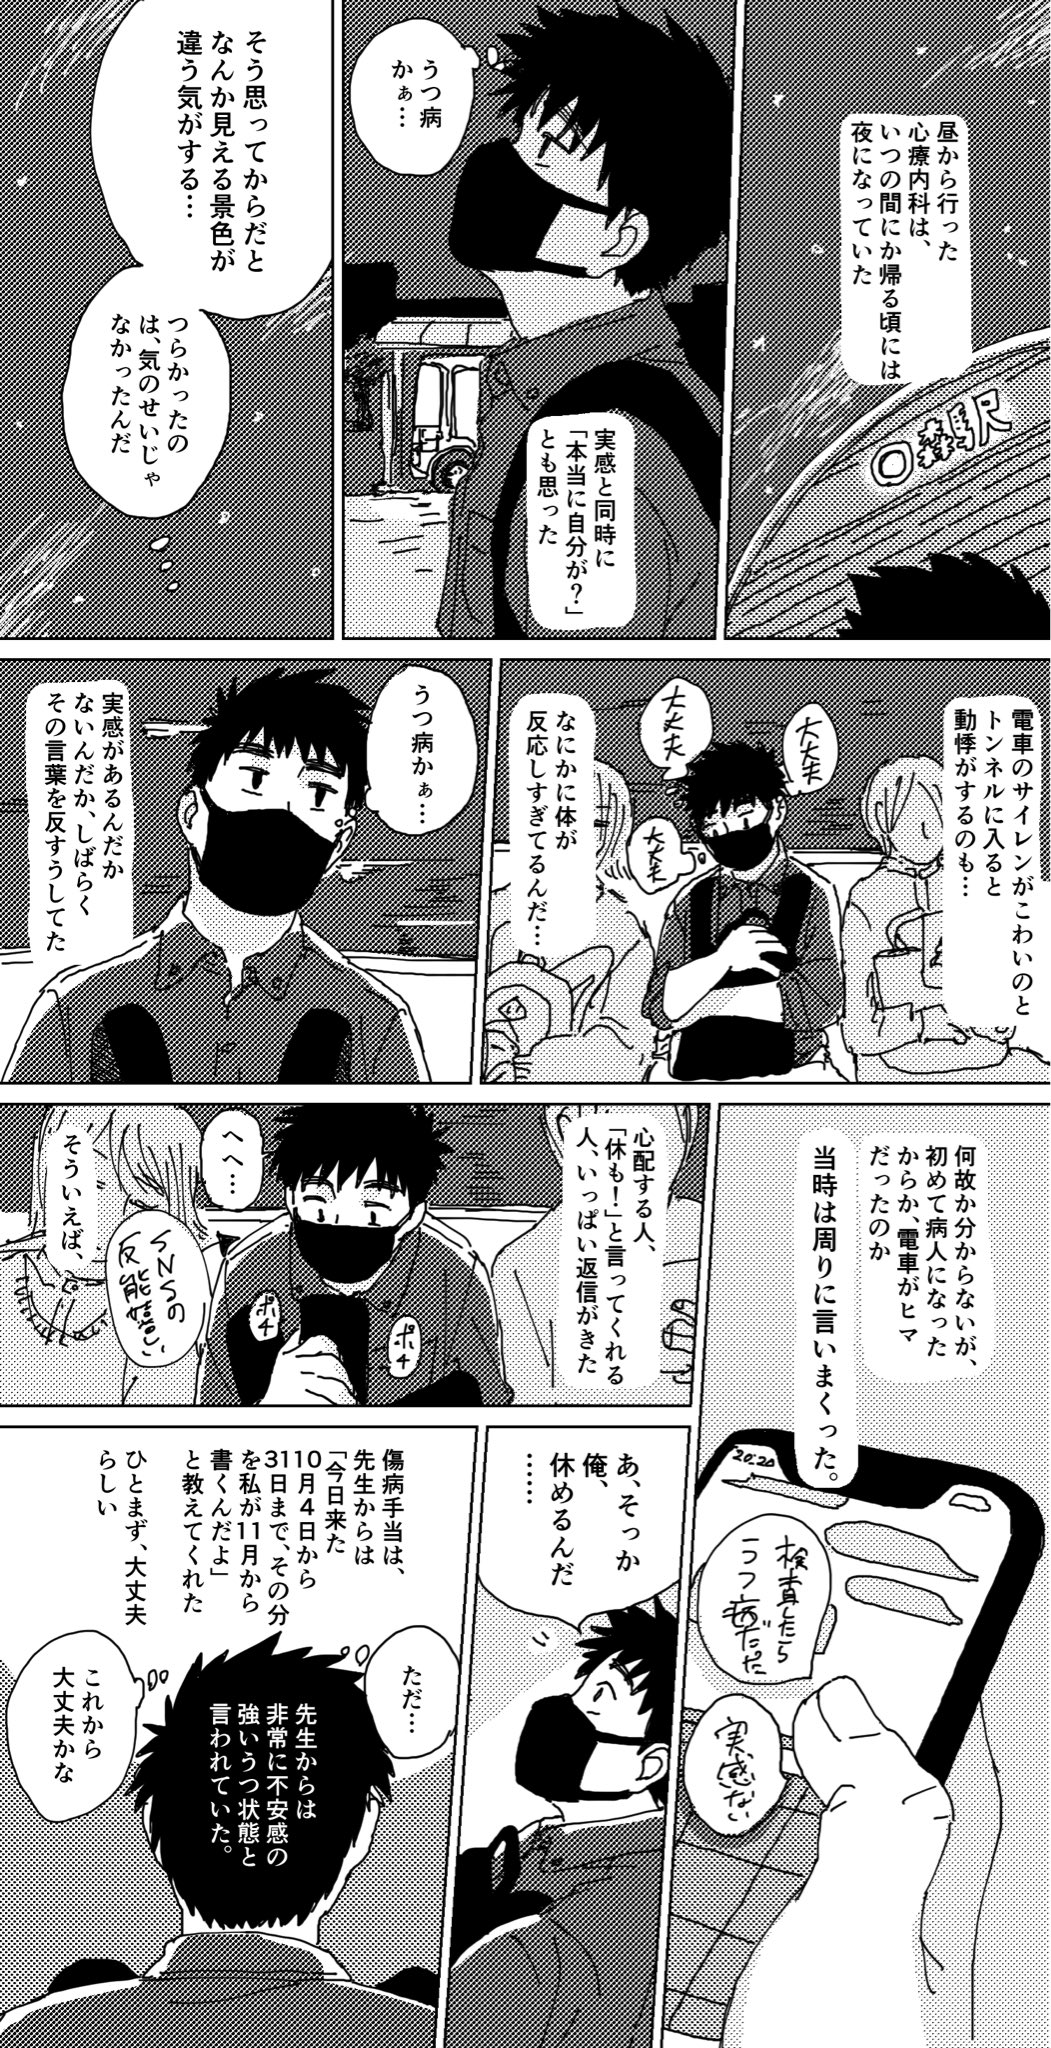 昼から行った
心療内科は、
いつの間にか帰る頃には
夜になっていた
口森駅
うつ病
かぁ…
実感と同時に
「本当に自分が？」
とも思った
そう思ってからだと
なんか見える景色が
違う気がする…
つらかったの
は、気のせいじゃ
なかったんだ
電車のサイレンがこわいのと
トンネルに入ると
動悸がするのも…
大丈夫
大丈夫
大丈夫
なにかに体が
反応しすぎてるんだ…
うつ病かぁ…
実感があるんだか
ないんだか、しばらく
その言葉を反すうしてた
何故か分からないが、
初めて病人になった
からか、電車がヒマ
だったのか
当時は周りに言いまくった。
20:20
検査したら
うつ病だった
実感ない
心配する人、
「休も！」と言ってくれる
人、いっぱい返信がきた
ポチ
ポチ
へへ…
SNSの
反応嬉しい
そういえば、
あ、そっか
俺、
休めるんだ
……
傷病手当は、
先生からは
「今日来た
10月4日から
31日まで、その分
を私が11月から
書くんだよ」
と教えてくれた
ひとまず、大丈夫
らしい
ただ…
先生からは
非常に不安感の
強いうつ状態と
言われていた。
これから
大丈夫かな